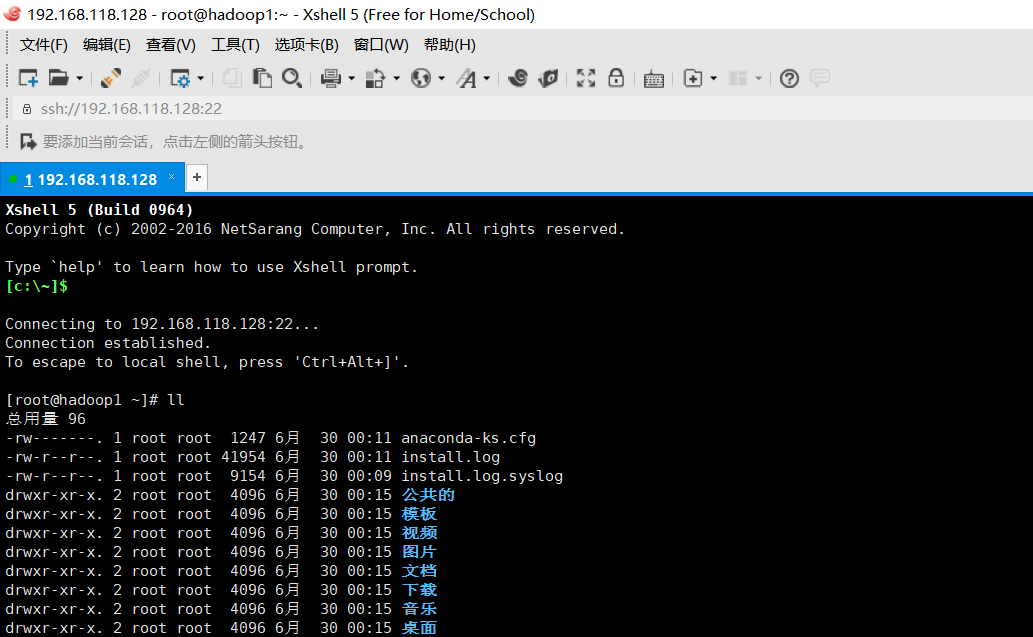 192.168.118.128 - root@hadoop1:~ - Xshell 5 (Free for Home/School)
文件(F) 编辑(E) 查看(V) 工具(T) 选项卡(B) 窗口(W) 帮助(H)
ssh://192.168.118.128:22
要添加当前会话，点击左侧的箭头按钮。
1 192.168.118.128 × +
Xshell 5 (Build 0964)
Copyright (c) 2002-2016 NetSarang Computer, Inc. All rights reserved.
Type `help' to learn how to use Xshell prompt.
[c:\~]$
Connecting to 192.168.118.128:22...
Connection established.
To escape to local shell, press 'Ctrl+Alt+]'.
[root@hadoop1 ~]# ll
总用量 96
-rw-------. 1 root root  1247 6月  30 00:11 anaconda-ks.cfg
-rw-r--r--. 1 root root 41954 6月  30 00:11 install.log
-rw-r--r--. 1 root root  9154 6月  30 00:09 install.log.syslog
drwxr-xr-x. 2 root root  4096 6月  30 00:15 公共的
drwxr-xr-x. 2 root root  4096 6月  30 00:15 模板
drwxr-xr-x. 2 root root  4096 6月  30 00:15 视频
drwxr-xr-x. 2 root root  4096 6月  30 00:15 图片
drwxr-xr-x. 2 root root  4096 6月  30 00:15 文档
drwxr-xr-x. 2 root root  4096 6月  30 00:15 下载
drwxr-xr-x. 2 root root  4096 6月  30 00:15 音乐
drwxr-xr-x. 2 root root  4096 6月  30 00:15 桌面